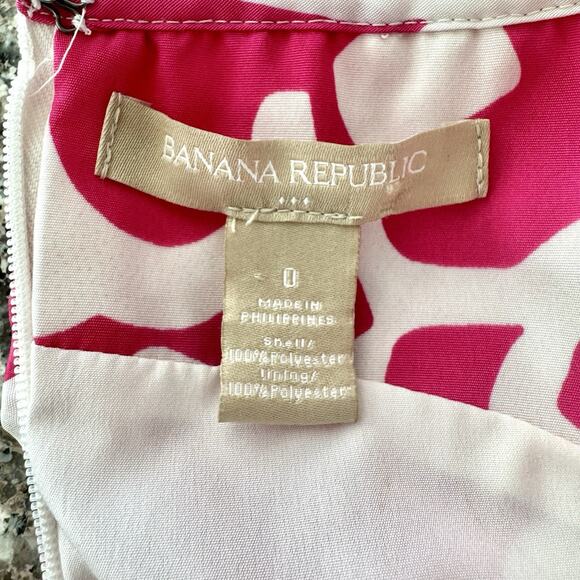 BANANA REPUBLIC
0
MADE IN
PHILIPPINES
shell/
100% Polyester
lining/
100% Polyester